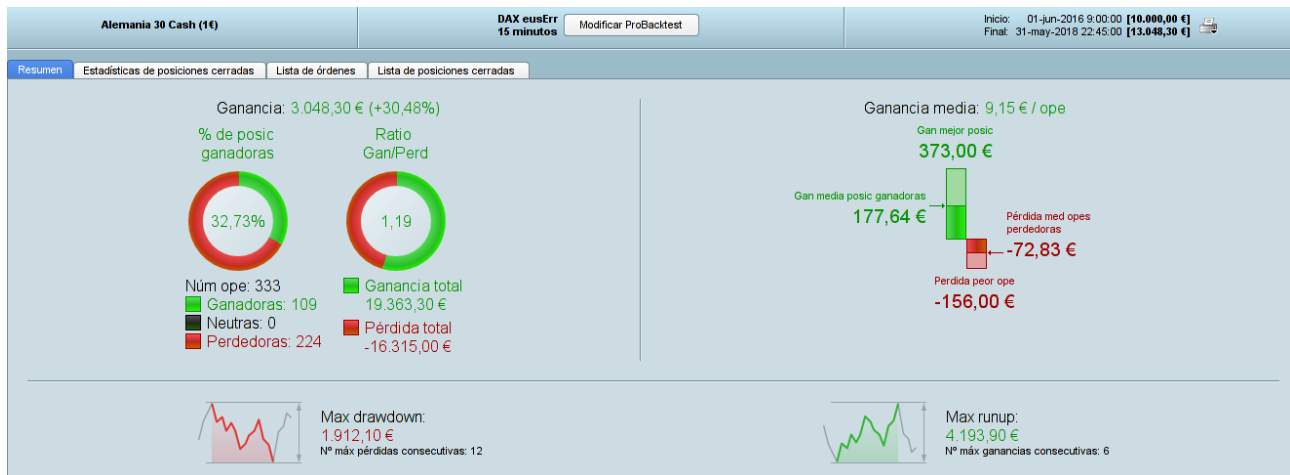 Alemania 30 Cash (1€)
DAX eusErr
15 minutos
Modificar ProBacktest
Inicio: 01-jun-2016 9:00:00 [10.000,00 €]
Final: 31-may-2018 22:45:00 [13.048,30 €]
Resumen
Estadísticas de posiciones cerradas
Lista de órdenes
Lista de posiciones cerradas
Ganancia: 3.048,30 € (+30,48%)
% de posic
ganadoras
32,73%
Ratio
Gan/Perd
1,19
Núm ope: 333
Ganadoras: 109
Neutras: 0
Perdedoras: 224
Ganancia total
19.363,30 €
Pérdida total
-16.315,00 €
Ganancia media: 9,15 € / ope
Gan mejor posic
373,00 €
Gan media posic ganadoras
177,64 €
Pérdida med opes
perdedoras
-72,83 €
Perdida peor ope
-156,00 €
Max drawdown:
1.912,10 €
Nº máx pérdidas consecutivas: 12
Max runup:
4.193,90 €
Nº máx ganancias consecutivas: 6